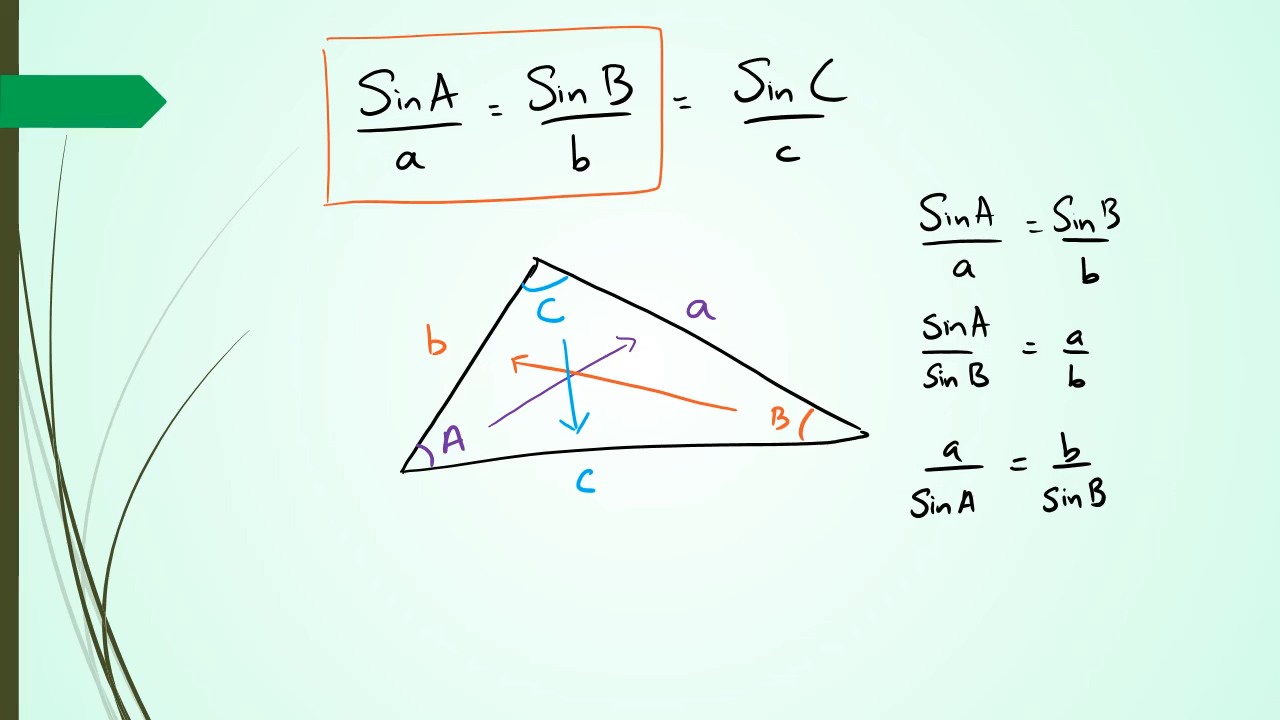 Sin A / a = Sin B / b = Sin C / c
Sin A / a = Sin B / b
sin A / sin B = a / b
a / sin A = b / sin B
C
a
b
A
B
c